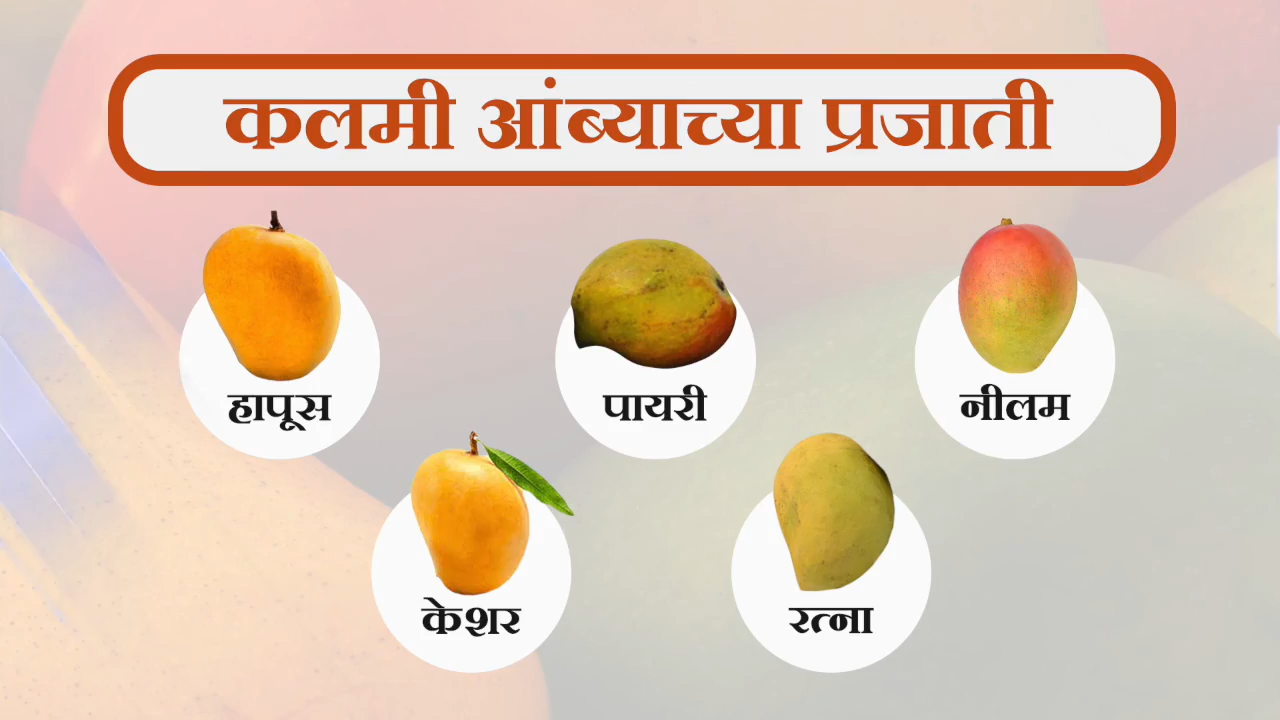 कलमी आंब्याच्या प्रजाती
हापूस
पायरी
नीलम
केशर
रत्ना